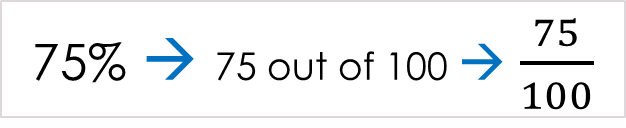 75% → 75 out of 100 → 75/100